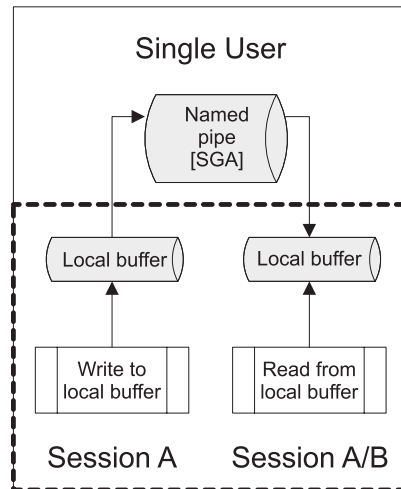 Single User
Named
pipe
[SGA]
Local buffer
Local buffer
Write to
local buffer
Read from
local buffer
Session A
Session A/B